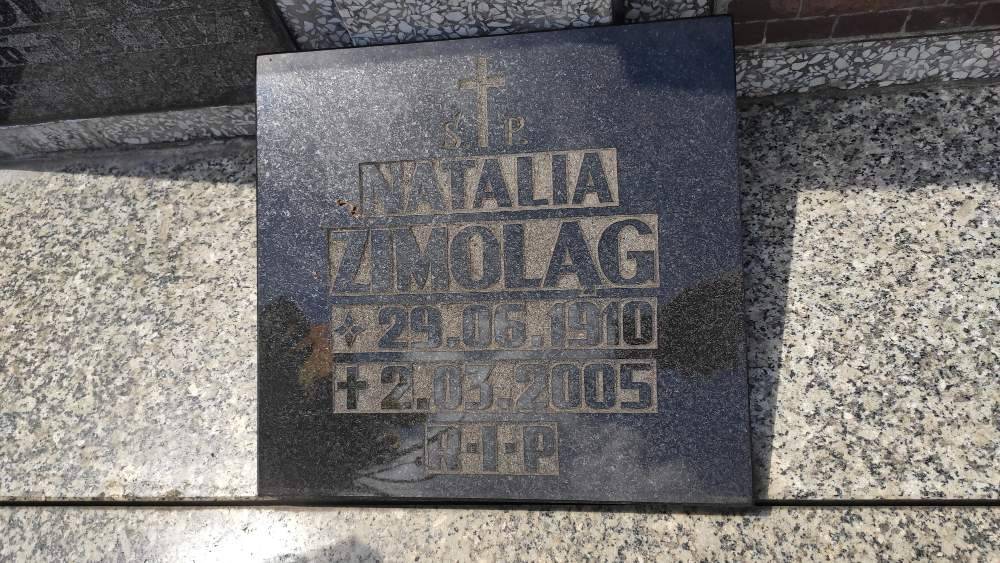 Ś. P.
NATALIA
ZIMOLĄG
29.06.1910
2.03.2005
R·I·P